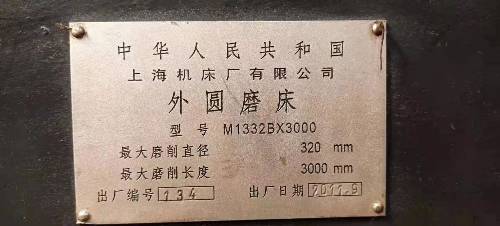 中华人民共和国
上海机床厂有限公司
外圆磨床
型号 M1332BX3000
最大磨削直径 320 mm
最大磨削长度 3000 mm
出厂编号 134 出厂日期 2011.9